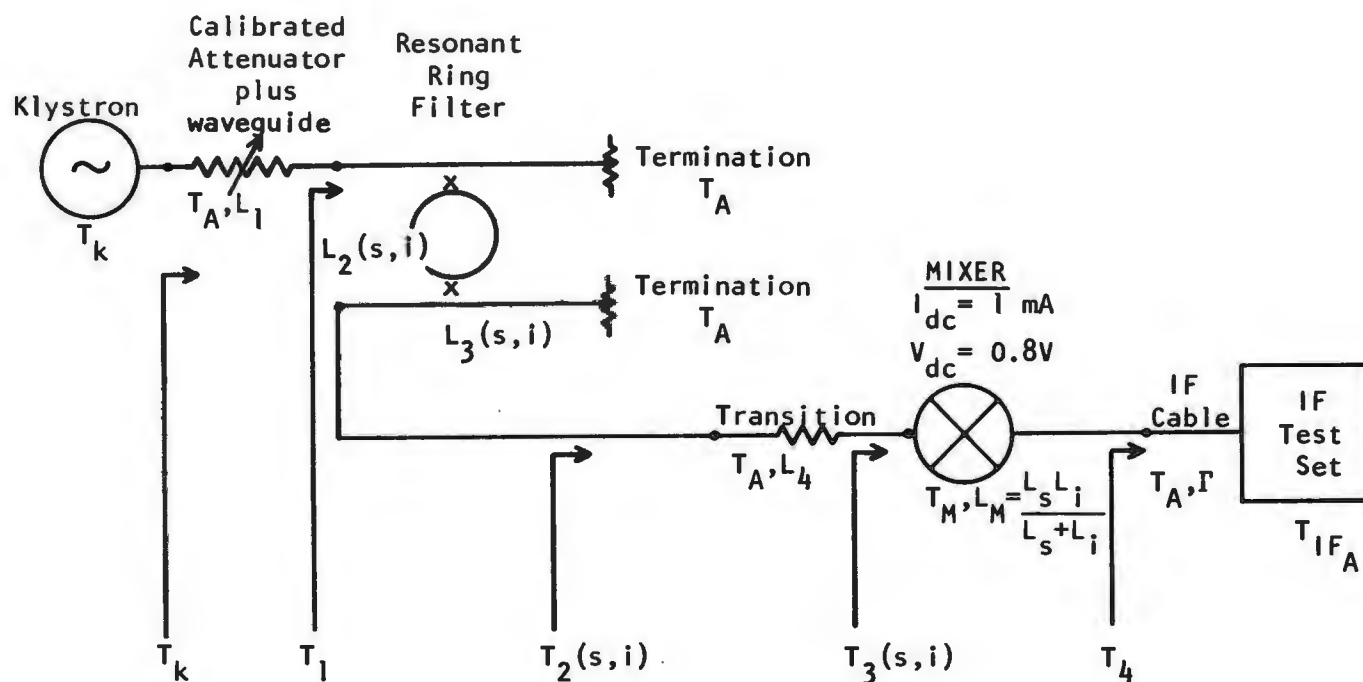 Calibrated
Attenuator
plus
waveguide
Resonant
Ring
Filter
Klystron
~
T_k
T_A, L_1
Termination
T_A
x
L_2(s,i)
x
Termination
T_A
L_3(s,i)
MIXER
I_dc = 1 mA
V_dc = 0.8V
Transition
T_A, L_4
T_M, L_M = L_s L_i / L_s + L_i
IF
Cable
T_A, Γ
IF
Test
Set
T_IF_A
T_k
T_1
T_2(s,i)
T_3(s,i)
T_4